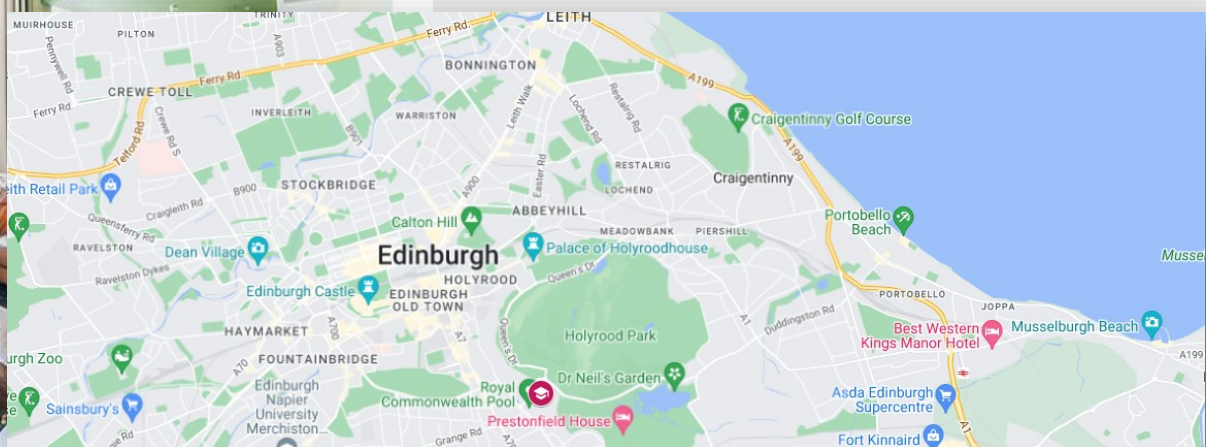 TRINITY
LEITH
MUIRHOUSE
PILTON
Ferry Rd.
A903
Pennywell Rd
BONNINGTON
Ferry Rd
A199
CREWE TOLL
Ferry Rd.
INVERLEITH
WARRISTON
Leith Walk
Lochend Rd
Restalrig Rd
Craigentinny Golf Course
Crewe Rd S
Telford Rd
B901
A199
RESTALRIG
Easter Rd
Craigentinny
eith Retail Park
B900
STOCKBRIDGE
A900
LOCHEND
Craigleith Rd
ABBEYHILL
Queensferry Rd
Calton Hill
Portobello
Beach
MEADOWBANK
PIERSHILL
RAVELSTON
Dean Village
Edinburgh
Palace of Holyroodhouse
Musse
Ravelston Dykes
HOLYROOD
Queen's Dr
Edinburgh Castle
EDINBURGH
OLD TOWN
PORTOBELLO
JOPPA
HAYMARKET
A700
A7
Queen's Dr
Holyrood Park
A1
Duddingston Rd
Best Western
Kings Manor Hotel
Musselburgh Beach
A199
urgh Zoo
A70
FOUNTAINBRIDGE
Edinburgh
Napier
University
Merchiston...
Royal
Commonwealth Pool
Dr Neil's Garden
Sainsbury's
Prestonfield House
Asda Edinburgh
Supercentre
Grange Rd
A1
Fort Kinnaird